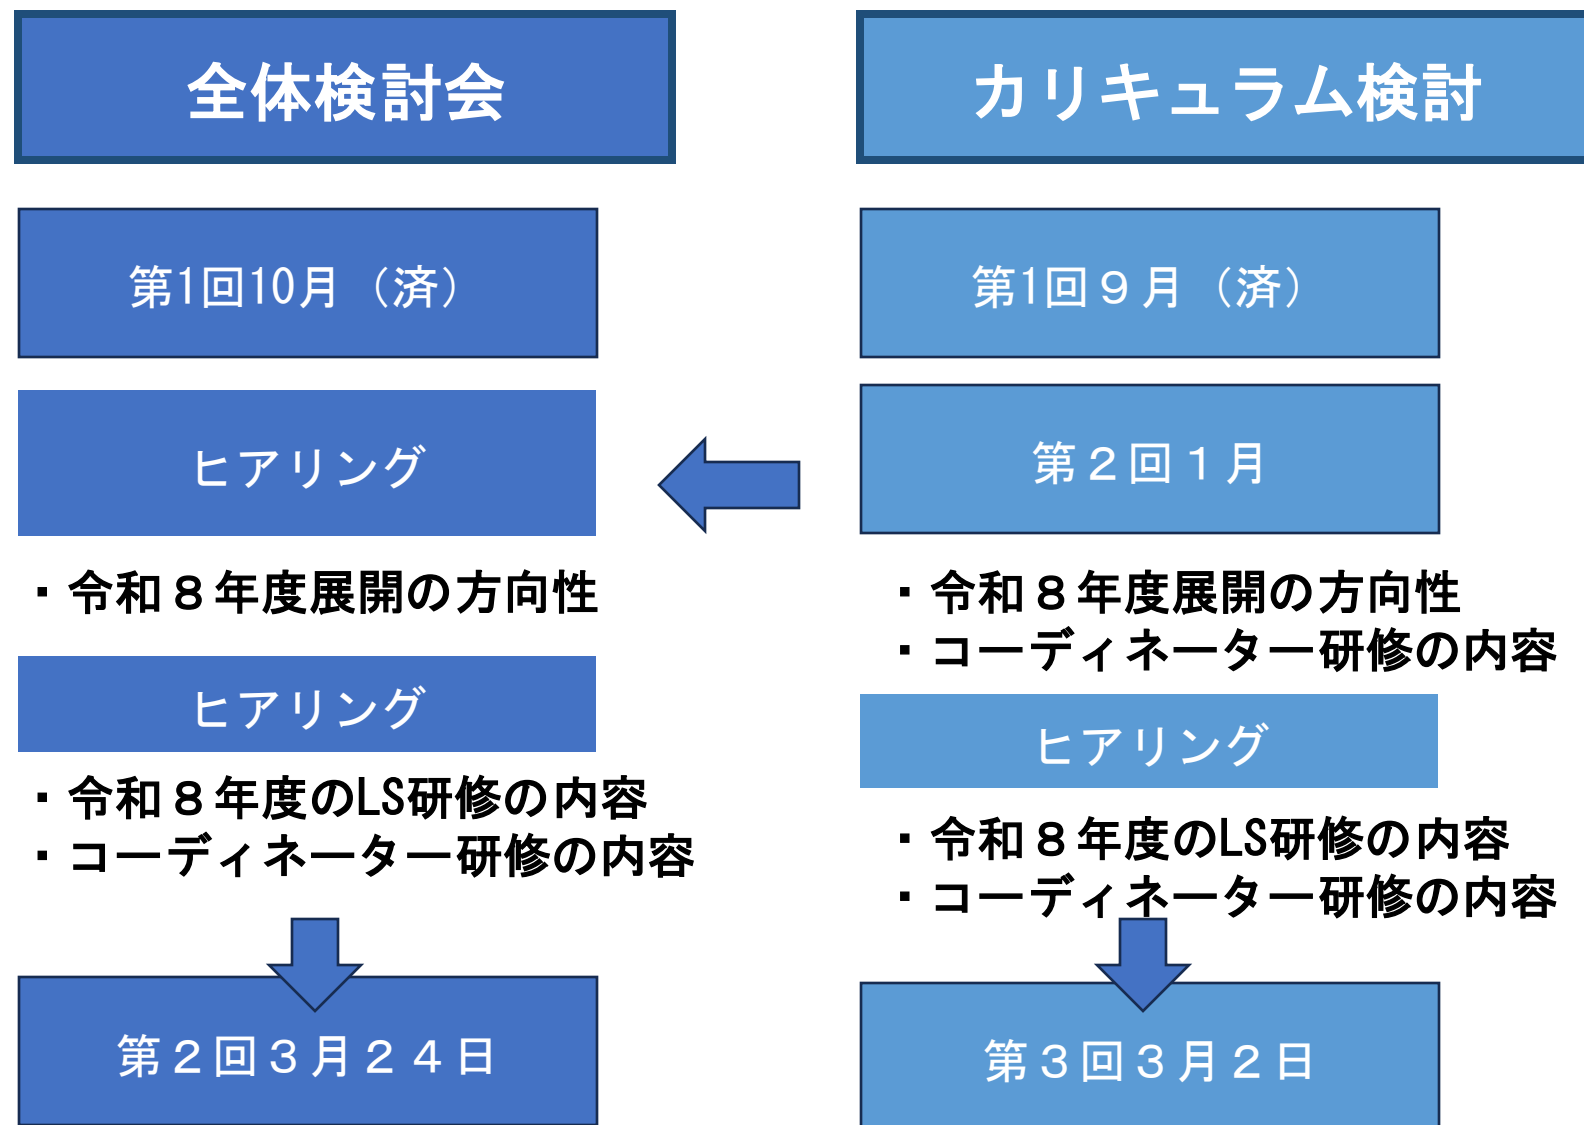 全体検討会
第1回10月（済）
ヒアリング
・令和８年度展開の方向性
ヒアリング
・令和８年度のLS研修の内容
・コーディネーター研修の内容
第２回３月２４日
カリキュラム検討
第1回９月（済）
第２回１月
・令和８年度展開の方向性
・コーディネーター研修の内容
ヒアリング
・令和８年度のLS研修の内容
・コーディネーター研修の内容
第３回３月２日